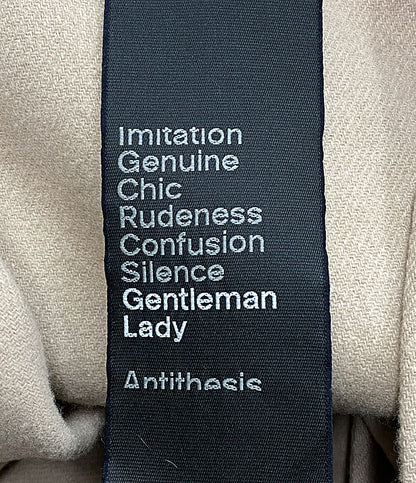 Imitation
Genuine
Chic
Rudeness
Confusion
Silence
Gentleman
Lady
Antithesis